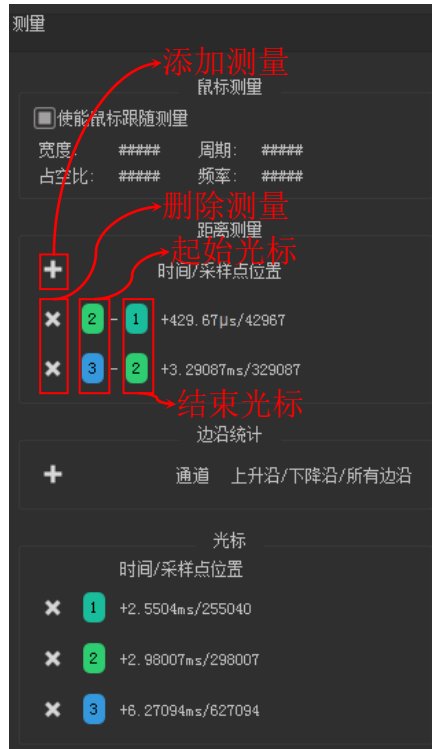 测量
添加测量
鼠标测量
使能鼠标跟随测量
宽度: ##### 周期: #####
占空比: ##### 频率: #####
删除测量
距离测量
起始光标
时间/采样点位置
2 - 1 +429.67μs/42967
3 - 2 +3.29087ms/329087
结束光标
边沿统计
通道 上升沿/下降沿/所有边沿
光标
时间/采样点位置
1 +2.5504ms/255040
2 +2.98007ms/298007
3 +6.27094ms/627094